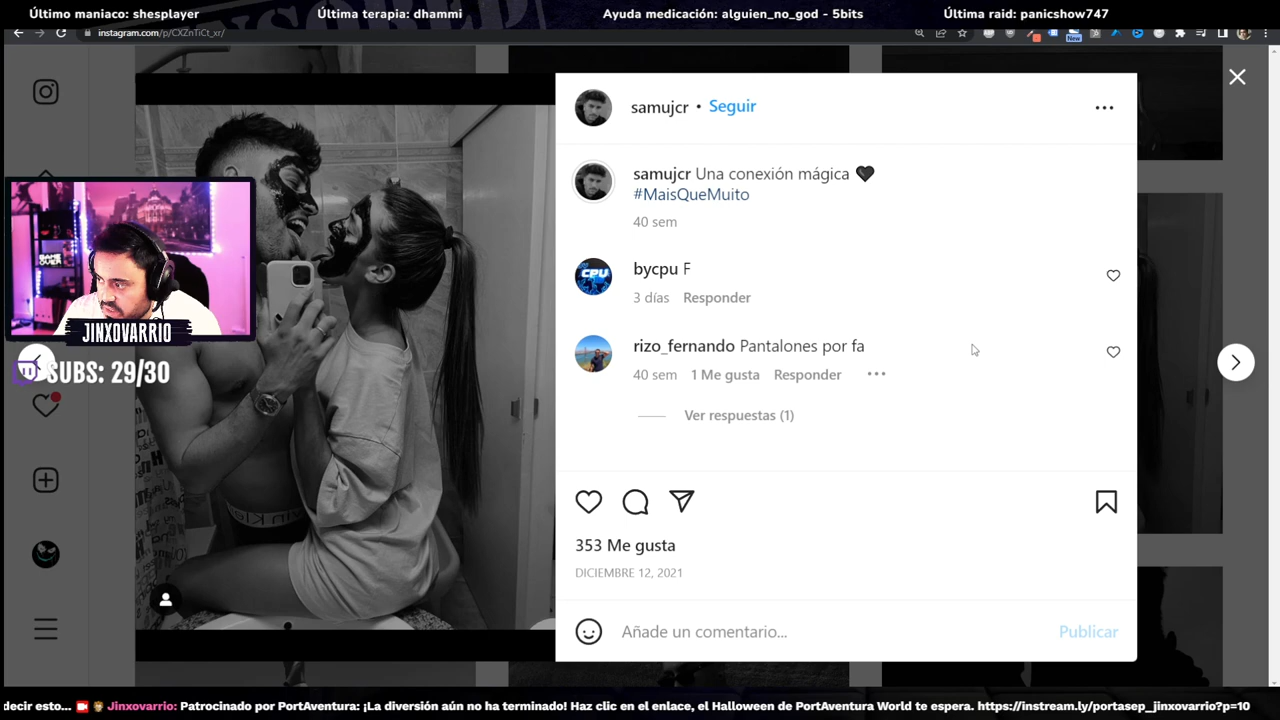 Último maniaco: shesplayer
Última terapia: dhammi
Ayuda medicación: alguien_no_god - 5bits
Última raid: panicshow747
instagram.com/p/CXZnTiCt_xr/
New
samujcr • Seguir
samujcr Una conexión mágica 🖤
#MaisQueMuito
40 sem
CPU
bycpu F
3 días Responder
rizo_fernando Pantalones por fa
40 sem 1 Me gusta Responder
Ver respuestas (1)
GAME
OVER
JINXOVARRIO
SUBS: 29/30
353 Me gusta
DICIEMBRE 12, 2021
Añade un comentario...
Publicar
decir esto... Jinxovarrio: Patrocinado por PortAventura: ¡La diversión aún no ha terminado! Haz clic en el enlace, el Halloween de PortAventura World te espera. https://instream.ly/portasep_jinxovarrio?p=10